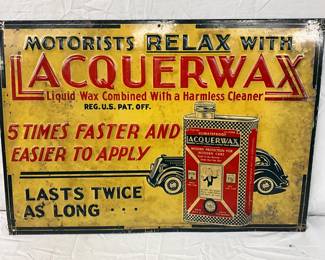 MOTORISTS RELAX WITH
LACQUERWAX
Liquid Wax Combined With a Harmless Cleaner
REG. U.S. PAT. OFF.
5 TIMES FASTER AND
EASIER TO APPLY
LASTS TWICE
AS LONG · · ·
LACQUERWAX